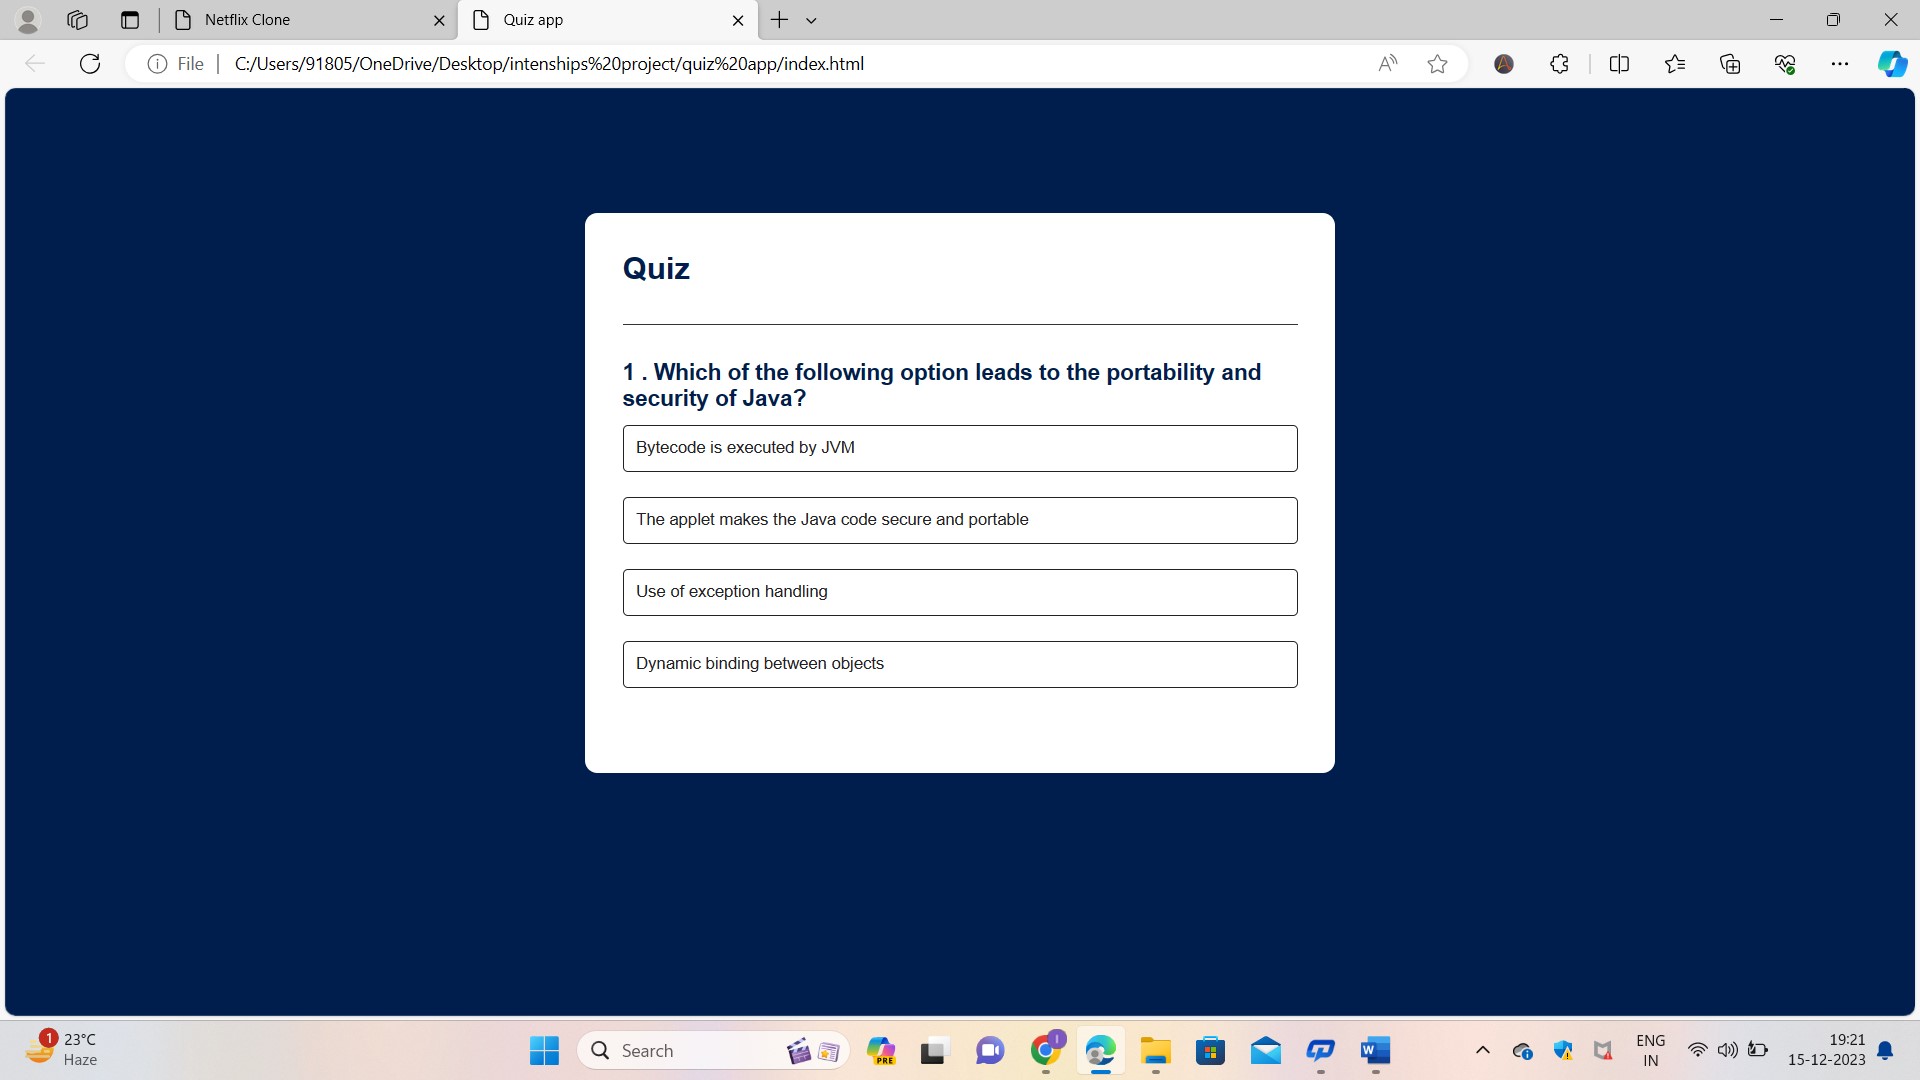 Netflix Clone
Quiz app
File
C:/Users/91805/OneDrive/Desktop/intenships%20project/quiz%20app/index.html
Quiz
1 . Which of the following option leads to the portability and
security of Java?
Bytecode is executed by JVM
The applet makes the Java code secure and portable
Use of exception handling
Dynamic binding between objects
1
23°C
Haze
Search
PRE
I
W
ENG
IN
19:21
15-12-2023